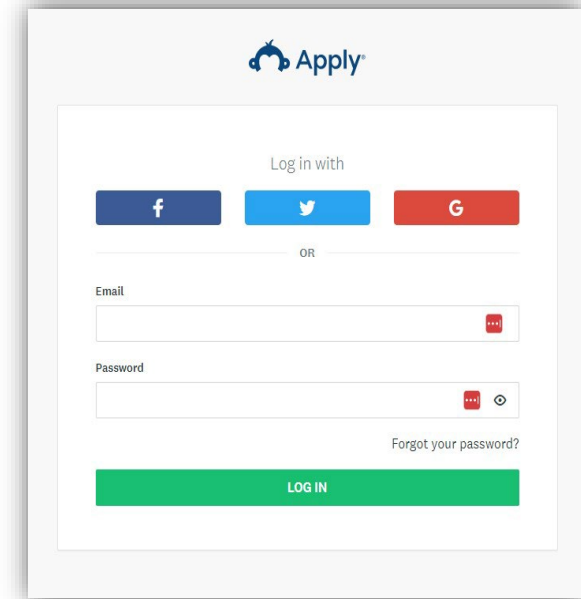 Apply
Log in with
f
G
OR
Email
Password
Forgot your password?
LOG IN